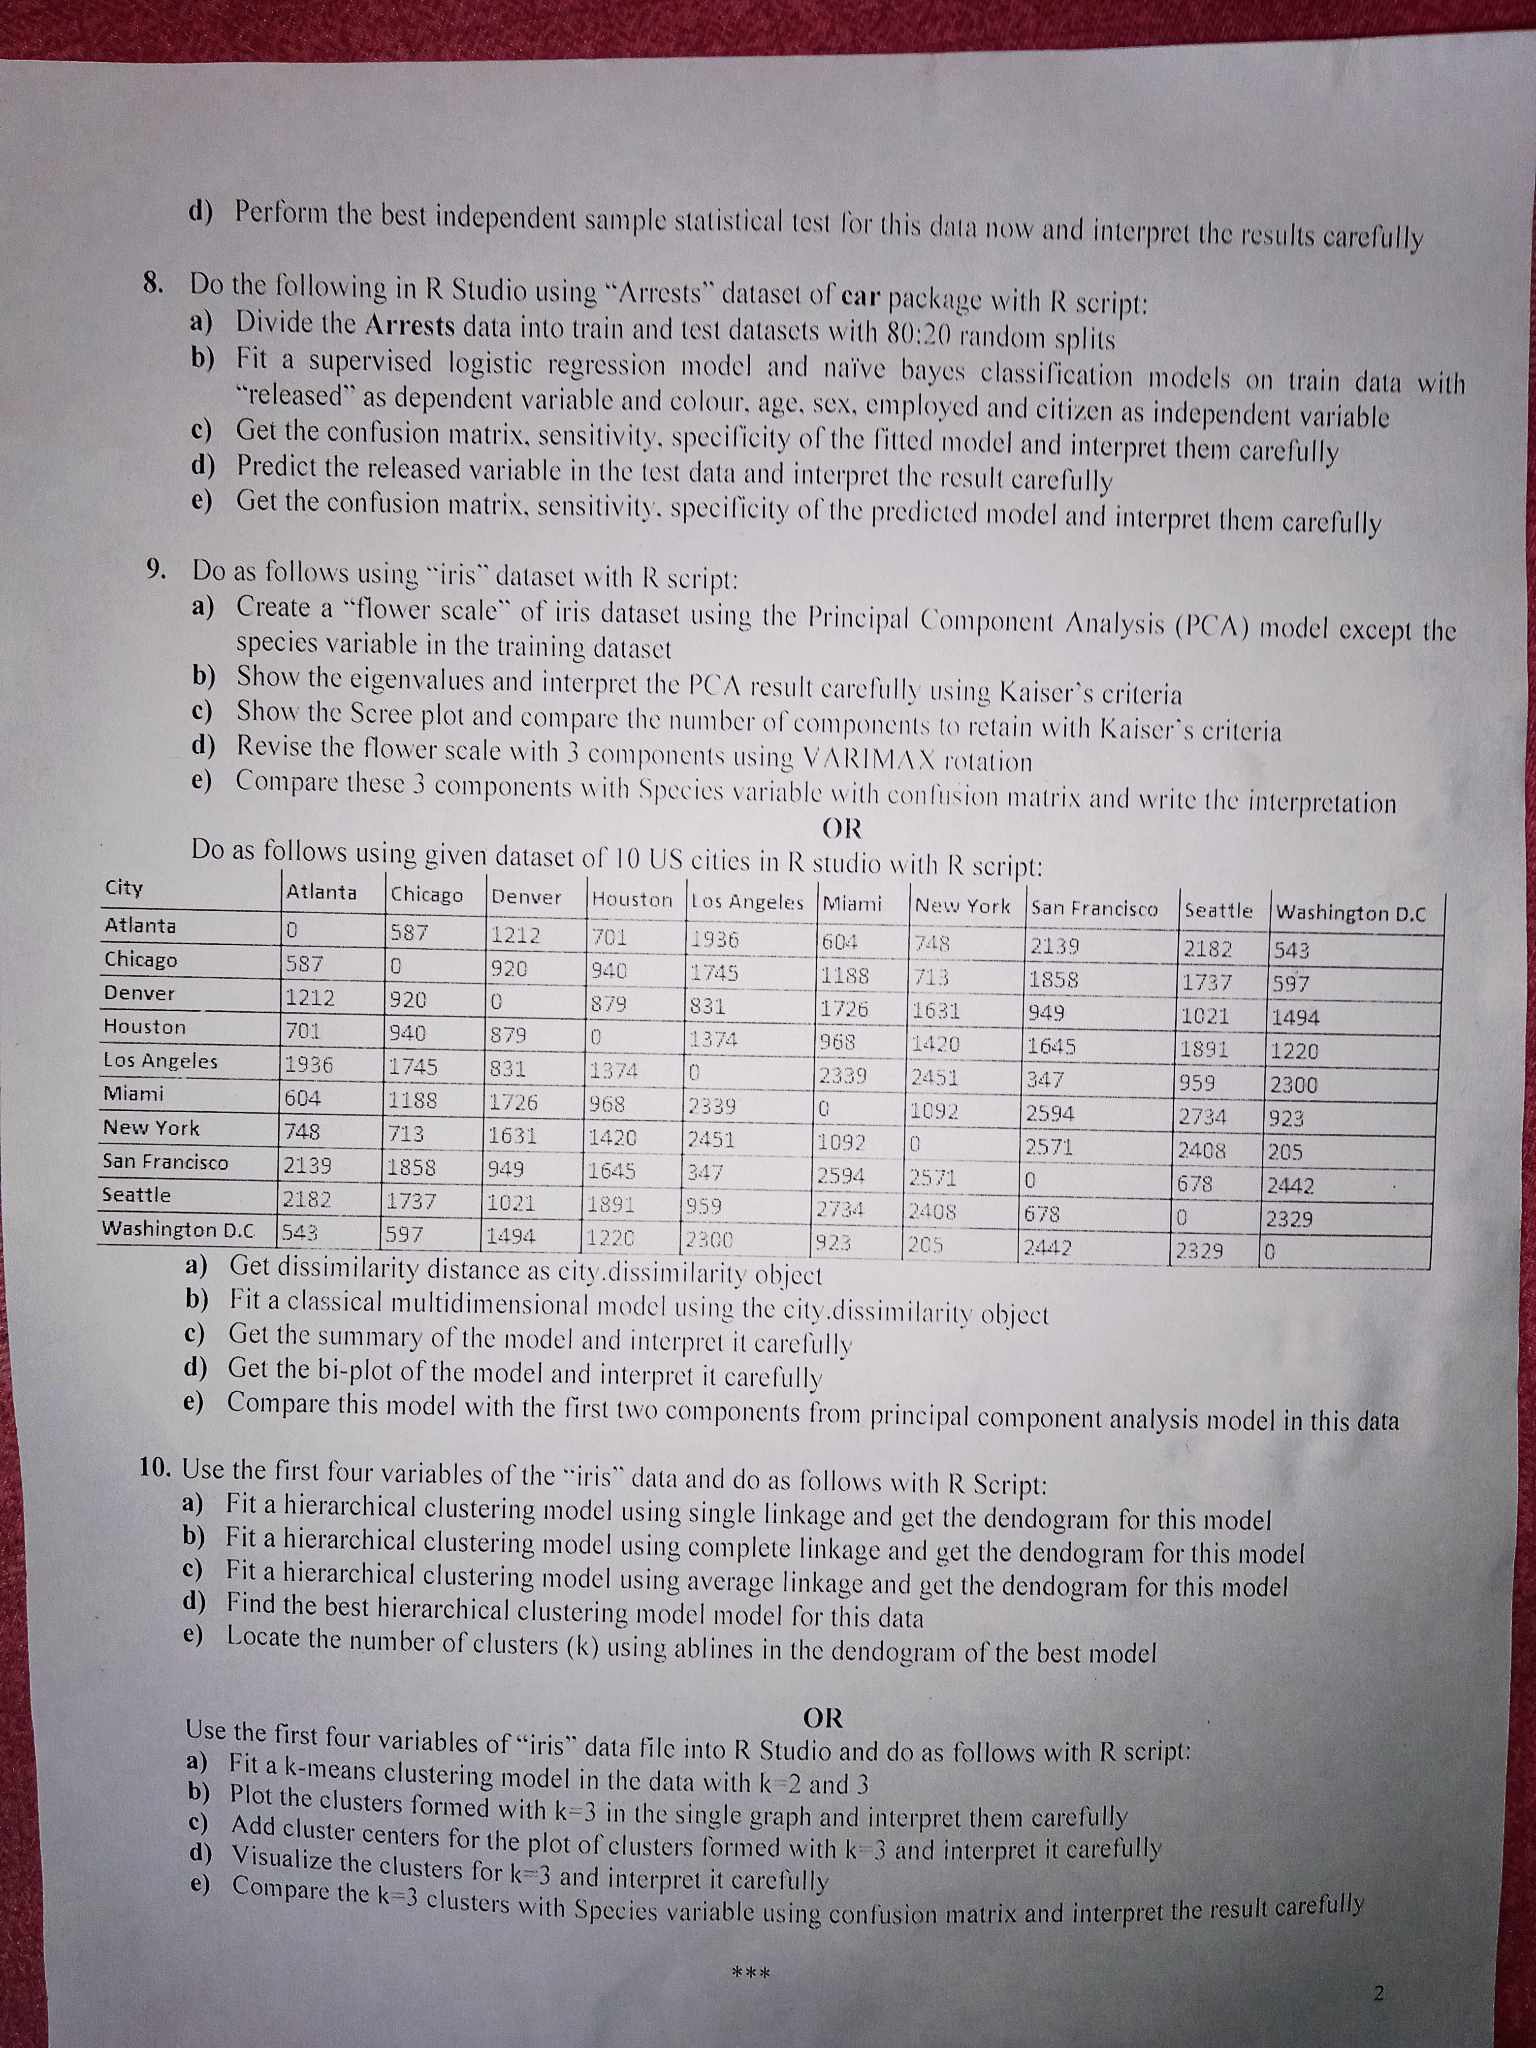 d) Perform the best independent sample statistical test for this data now and interpret the results carefully
8. Do the following in R Studio using “Arrests” dataset of car package with R script:
a) Divide the Arrests data into train and test datasets with 80:20 random splits
b) Fit a supervised logistic regression model and naïve bayes classification models on train data with
“released” as dependent variable and colour, age, sex, employed and citizen as independent variable
c) Get the confusion matrix, sensitivity, specificity of the fitted model and interpret them carefully
d) Predict the released variable in the test data and interpret the result carefully
e) Get the confusion matrix, sensitivity, specificity of the predicted model and interpret them carefully
9. Do as follows using “iris” dataset with R script:
a) Create a “flower scale” of iris dataset using the Principal Component Analysis (PCA) model except the
species variable in the training dataset
b) Show the eigenvalues and interpret the PCA result carefully using Kaiser's criteria
c) Show the Scree plot and compare the number of components to retain with Kaiser's criteria
d) Revise the flower scale with 3 components using VARIMAX rotation
e) Compare these 3 components with Species variable with confusion matrix and write the interpretation
OR
Do as follows using given dataset of 10 US cities in R studio with R script:
City Atlanta Chicago Denver Houston Los Angeles Miami New York San Francisco Seattle Washington D.C
Atlanta 0 587 1212 701 1936 604 748 2139 2182 543
Chicago 587 0 920 940 1745 1188 713 1858 1737 597
Denver 1212 920 0 879 831 1726 1631 949 1021 1494
Houston 701 940 879 0 1374 968 1420 1645 1891 1220
Los Angeles 1936 1745 831 1374 0 2339 2451 347 959 2300
Miami 604 1188 1726 968 2339 0 1092 2594 2734 923
New York 748 713 1631 1420 2451 1092 0 2571 2408 205
San Francisco 2139 1858 949 1645 347 2594 2571 0 678 2442
Seattle 2182 1737 1021 1891 959 2734 2408 678 0 2329
Washington D.C 543 597 1494 1220 2300 923 205 2442 2329 0
a) Get dissimilarity distance as city.dissimilarity object
b) Fit a classical multidimensional model using the city.dissimilarity object
c) Get the summary of the model and interpret it carefully
d) Get the bi-plot of the model and interpret it carefully
e) Compare this model with the first two components from principal component analysis model in this data
10. Use the first four variables of the “iris” data and do as follows with R Script:
a) Fit a hierarchical clustering model using single linkage and get the dendogram for this model
b) Fit a hierarchical clustering model using complete linkage and get the dendogram for this model
c) Fit a hierarchical clustering model using average linkage and get the dendogram for this model
d) Find the best hierarchical clustering model model for this data
e) Locate the number of clusters (k) using ablines in the dendogram of the best model
OR
Use the first four variables of “iris” data file into R Studio and do as follows with R script:
a) Fit a k-means clustering model in the data with k=2 and 3
b) Plot the clusters formed with k=3 in the single graph and interpret them carefully
c) Add cluster centers for the plot of clusters formed with k=3 and interpret it carefully
d) Visualize the clusters for k=3 and interpret it carefully
e) Compare the k=3 clusters with Species variable using confusion matrix and interpret the result carefully
***
2